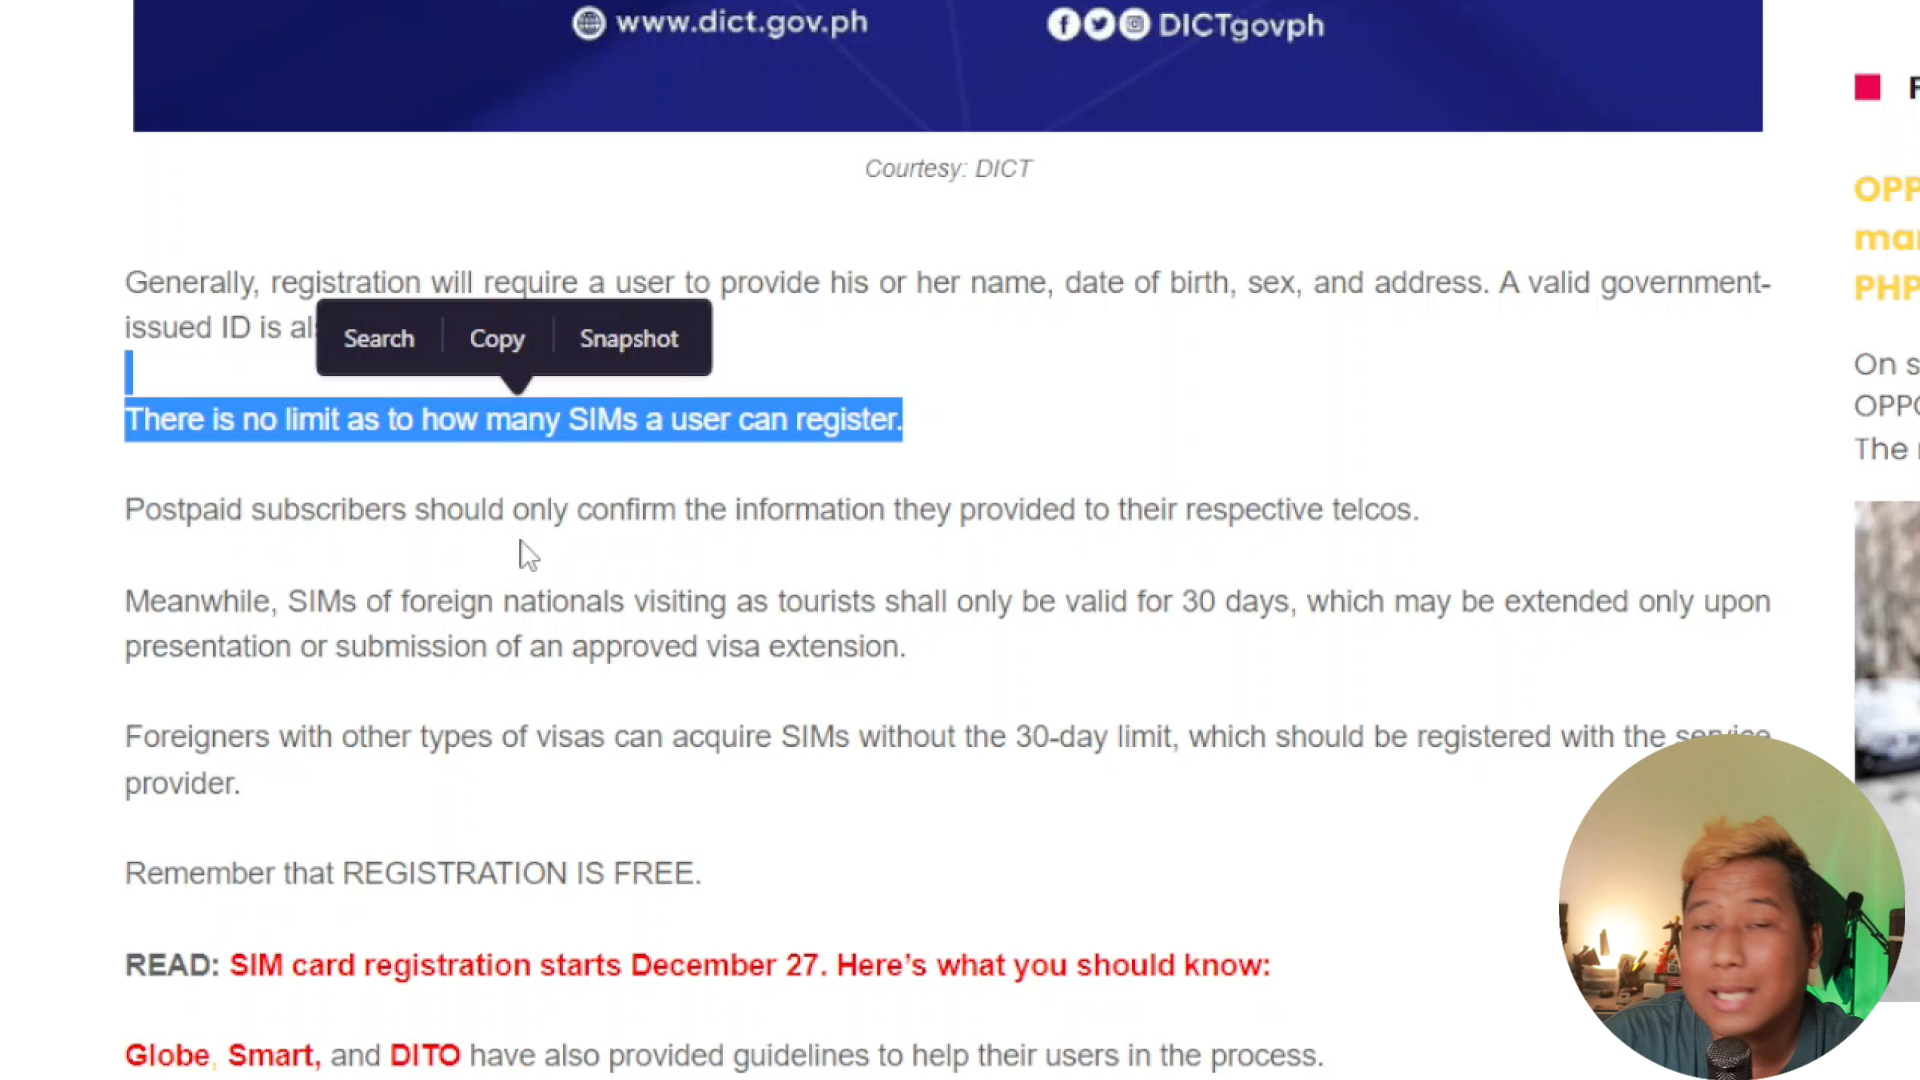 www.dict.gov.ph
DICTgovph
Courtesy: DICT
Generally, registration will require a user to provide his or her name, date of birth, sex, and address. A valid government-
issued ID is
Search Copy Snapshot
There is no limit as to how many SIMs a user can register.
Postpaid subscribers should only confirm the information they provided to their respective telcos.
Meanwhile, SIMs of foreign nationals visiting as tourists shall only be valid for 30 days, which may be extended only upon
presentation or submission of an approved visa extension.
Foreigners with other types of visas can acquire SIMs without the 30-day limit, which should be registered with the service
provider.
Remember that REGISTRATION IS FREE.
READ: SIM card registration starts December 27. Here’s what you should know:
Globe, Smart, and DITO have also provided guidelines to help their users in the process.
F
OPP
mar
PHP
On s
OPPO
The